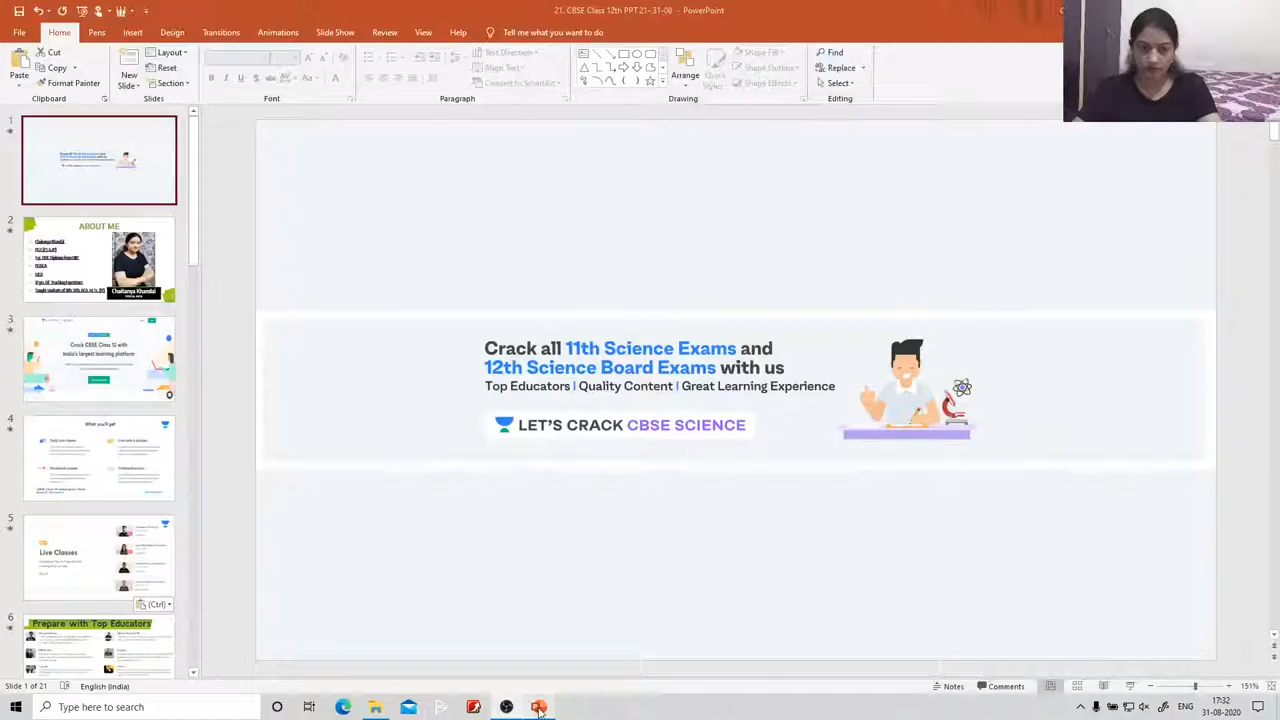 21. CBSE Class 12th PPT 21- 31-08 - PowerPoint
File
Home
Pens
Insert
Design
Transitions
Animations
Slide Show
Review
View
Help
Tell me what you want to do
Paste
Cut
Copy
Format Painter
Clipboard
New Slide
Layout
Reset
Section
Slides
Font
Text Direction
Align Text
Convert to SmartArt
Paragraph
Arrange
Quick Styles
Shape Fill
Shape Outline
Shape Effects
Drawing
Find
Replace
Select
Editing
1
2
ABOUT ME
Chaitanya Khandal
3
Crack CBSE Class 12 with
India's largest learning platform
4
What you'll get
5
Live Classes
(Ctrl)
6
Prepare with Top Educators
Crack all 11th Science Exams and
12th Science Board Exams with us
Top Educators | Quality Content | Great Learning Experience
LET'S CRACK CBSE SCIENCE
Slide 1 of 21
English (India)
Notes
Comments
151%
Type here to search
17:32
31-08-2020